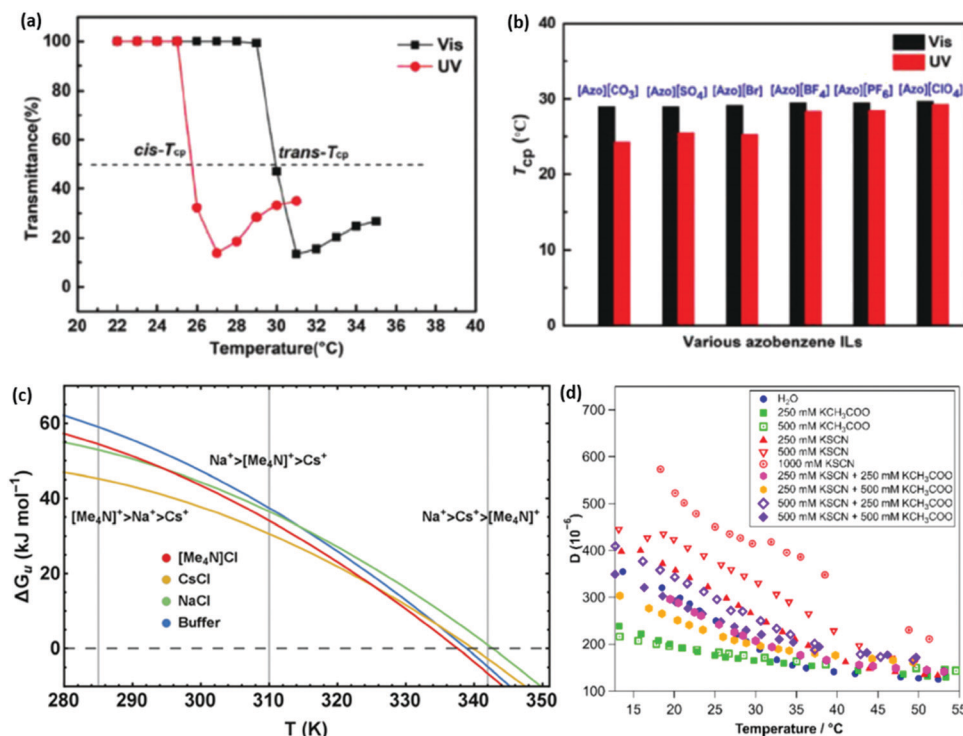 (a)
Transmittance(%)
100
80
60
40
20
0
Vis
UV
cis-Tcp
trans-Tcp
20 22 24 26 28 30 32 34 36 38 40
Temperature(°C)
(b)
Tcp (°C)
40
30
20
10
0
Vis
UV
[Azo][CO₃] [Azo][SO₄] [Azo][Br] [Azo][BF₄] [Azo][PF₆] [Azo][ClO₄]
Various azobenzene ILs
(c)
ΔGu (kJ mol⁻¹)
60
40
20
0
Na⁺>[Me₄N]⁺>Cs⁺
[Me₄N]⁺>Na⁺>Cs⁺
Na⁺>Cs⁺>[Me₄N]⁺
[Me₄N]Cl
CsCl
NaCl
Buffer
280 290 300 310 320 330 340 350
T (K)
(d)
D (10⁻⁶)
700
600
500
400
300
200
100
H₂O
250 mM KCH₃COO
500 mM KCH₃COO
250 mM KSCN
500 mM KSCN
1000 mM KSCN
250 mM KSCN + 250 mM KCH₃COO
250 mM KSCN + 500 mM KCH₃COO
500 mM KSCN + 250 mM KCH₃COO
500 mM KSCN + 500 mM KCH₃COO
15 20 25 30 35 40 45 50 55
Temperature / °C